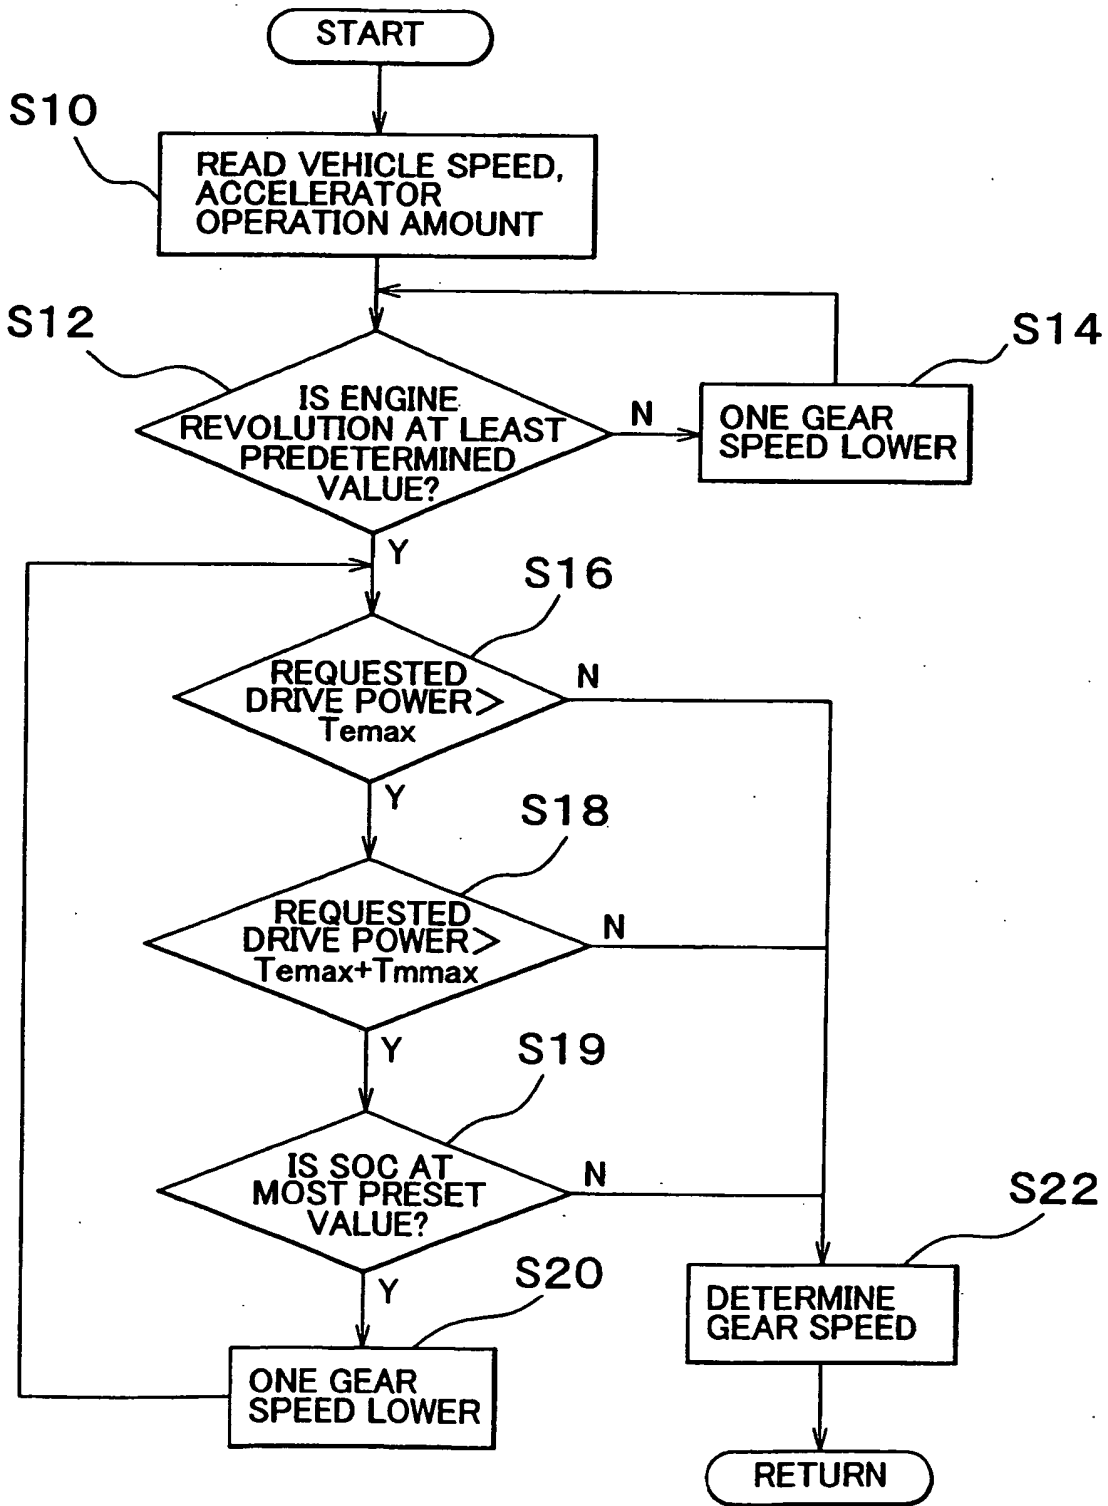 START
S10
READ VEHICLE SPEED,
ACCELERATOR
OPERATION AMOUNT
S12
IS ENGINE
REVOLUTION AT LEAST
PREDETERMINED
VALUE?
N
S14
ONE GEAR
SPEED LOWER
Y
S16
REQUESTED
DRIVE POWER>
Temax
N
Y
S18
REQUESTED
DRIVE POWER>
Temax+Tmmax
N
Y
S19
IS SOC AT
MOST PRESET
VALUE?
N
Y
S20
ONE GEAR
SPEED LOWER
S22
DETERMINE
GEAR SPEED
RETURN